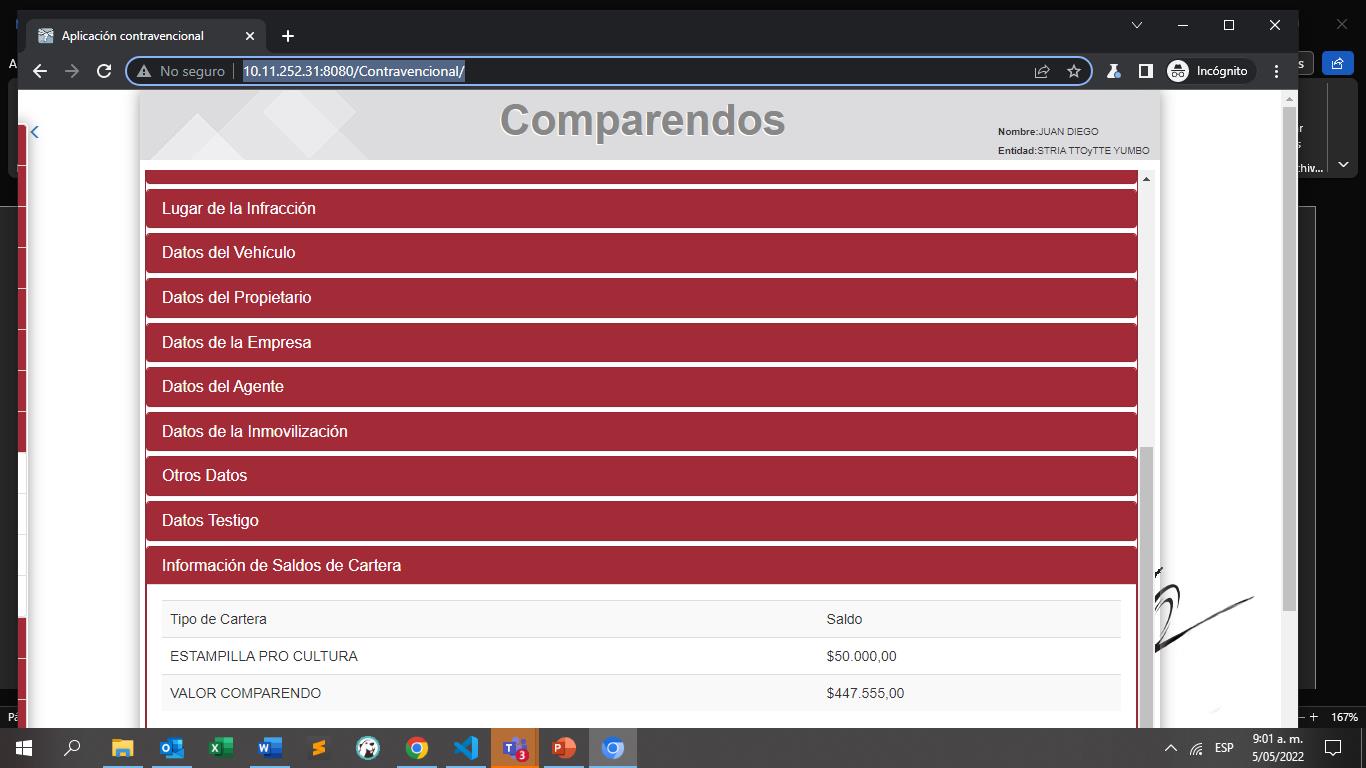 Aplicación contravencional
No seguro
10.11.252.31:8080/Contravencional/
Incógnito
Comparendos
Nombre:JUAN DIEGO
Entidad:STRIA TTOyTTE YUMBO
Lugar de la Infracción
Datos del Vehículo
Datos del Propietario
Datos de la Empresa
Datos del Agente
Datos de la Inmovilización
Otros Datos
Datos Testigo
Información de Saldos de Cartera
Tipo de Cartera Saldo
ESTAMPILLA PRO CULTURA $50.000,00
VALOR COMPARENDO $447.555,00
167%
3
ESP
9:01 a. m.
5/05/2022